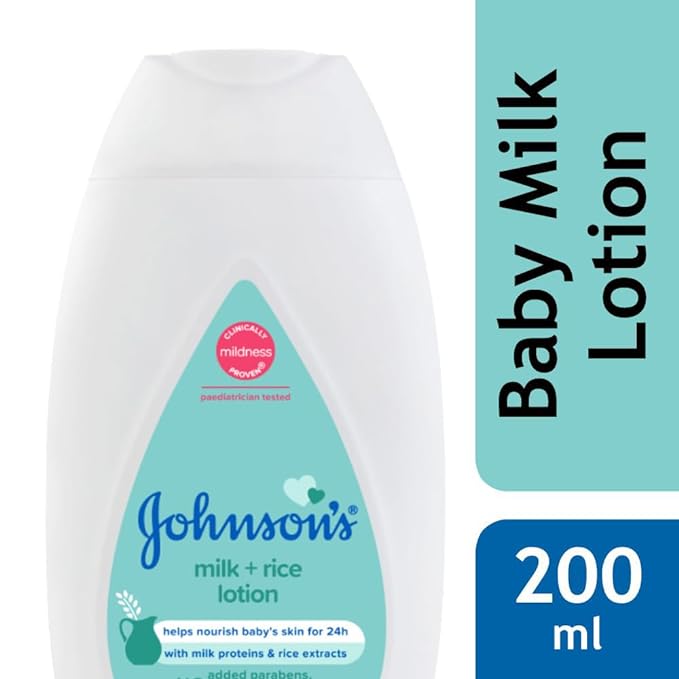 CLINICALLY
mildness
PROVEN®
paediatrician tested
Johnson's®
milk + rice
lotion
helps nourish baby's skin for 24h
with milk proteins & rice extracts
added parabens,
Baby Milk
Lotion
200
ml